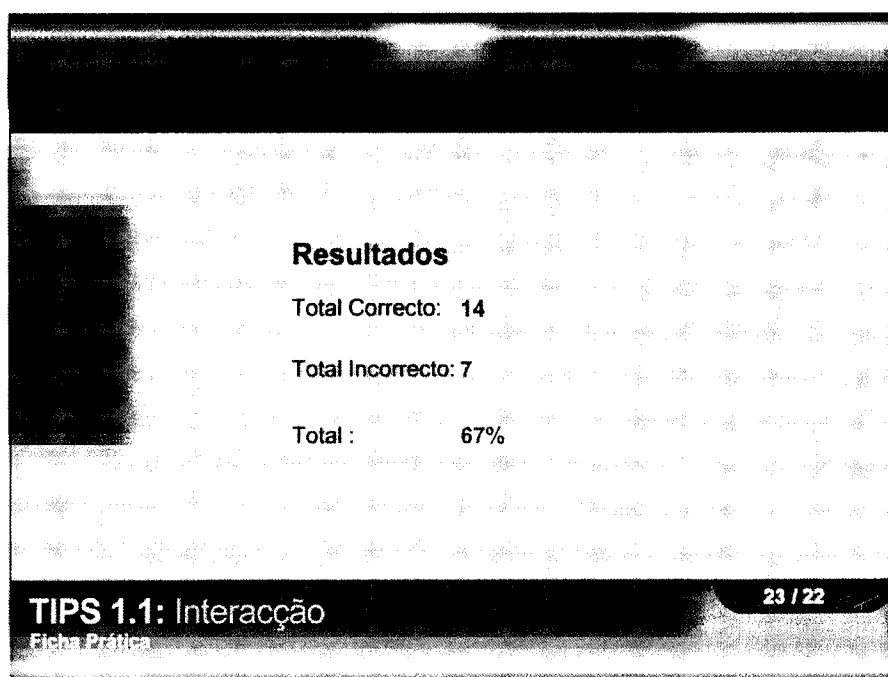 Resultados
Total Correcto: 14
Total Incorrecto: 7
Total : 67%
23 / 22
TIPS 1.1: Interacção
Ficha Prática